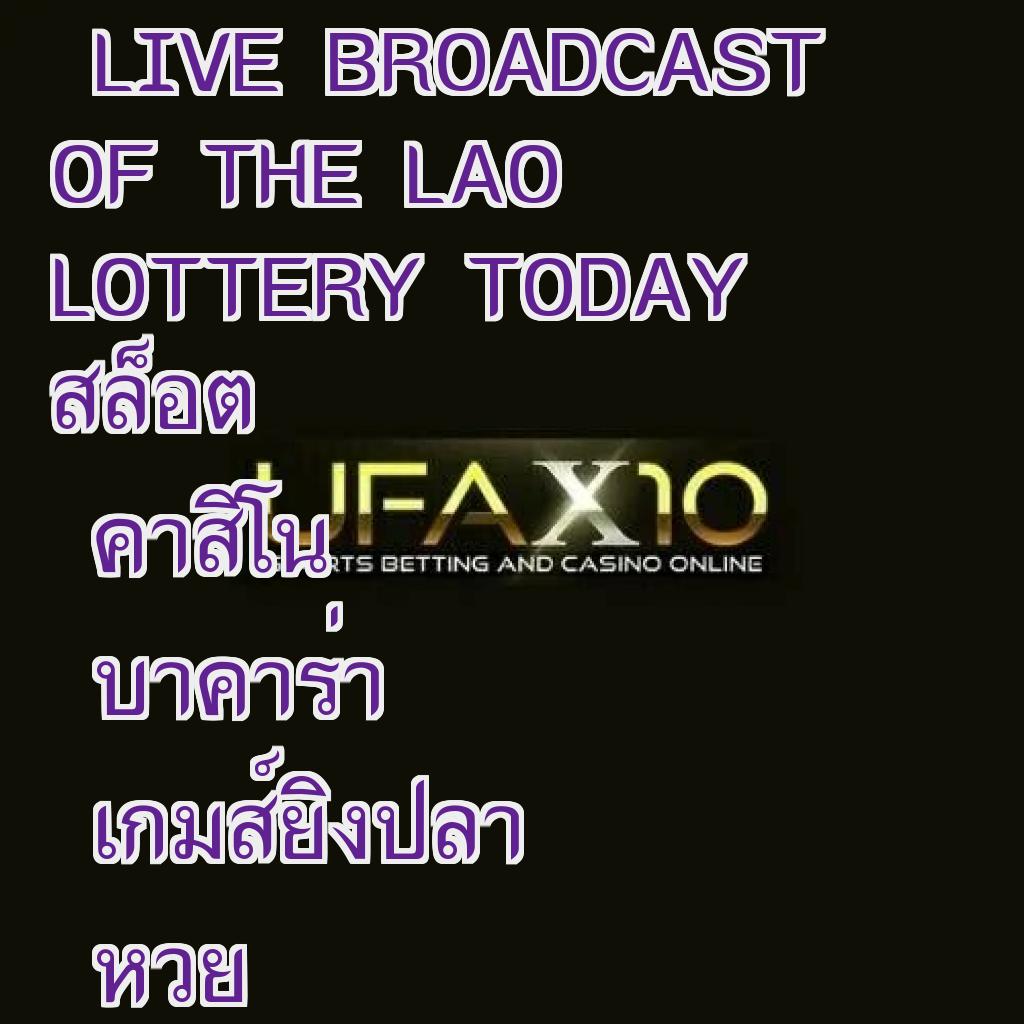 LIVE BROADCAST
OF THE LAO
LOTTERY TODAY
สล็อต
UFAX10
คาสิโน
BETTING AND CASINO ONLINE
บาคาร่า
เกมส์ยิงปลา
หวย